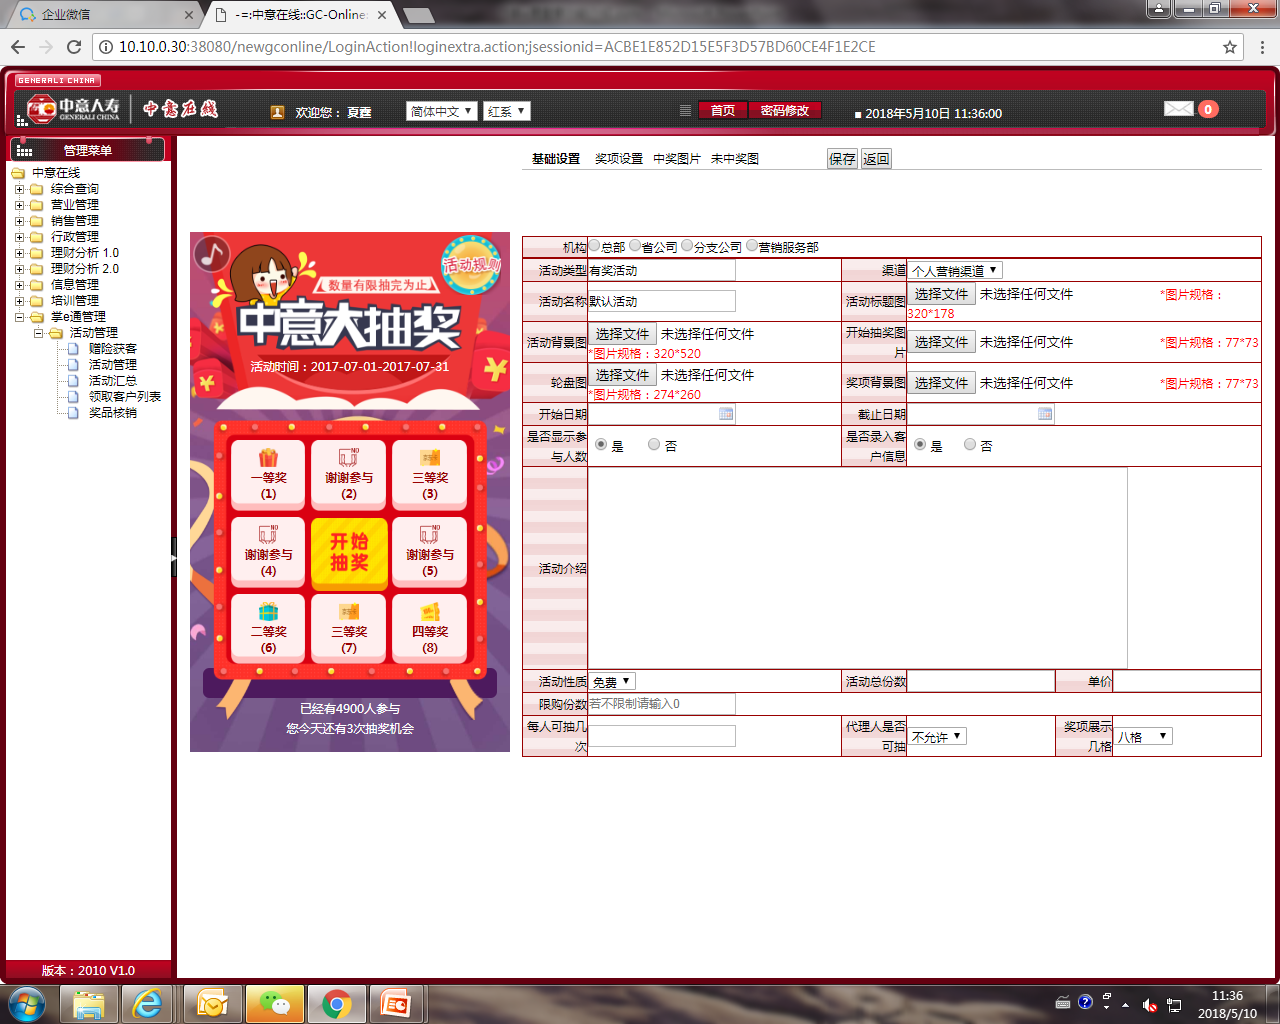 企业微信
-=:中意在线::GC-Online:
10.10.0.30:38080/newgconline/LoginAction!loginextra.action;jsessionid=ACBE1E852D15E5F3D57BD60CE4F1E2CE
GENERALI CHINA
中意人寿
GENERALI CHINA
中意在线
欢迎您：
简体中文
红系
首页
密码修改
2018年5月10日 11:36:00
0
管理菜单
中意在线
综合查询
营业管理
销售管理
行政管理
理财分析 1.0
理财分析 2.0
信息管理
培训管理
掌e通管理
活动管理
赠险获客
活动管理
活动汇总
领取客户列表
奖品核销
版本：2010 V1.0
基础设置 奖项设置 中奖图片 未中奖图
保存 返回
活动规则
数量有限抽完为止
中意大抽奖
活动时间：2017-07-01-2017-07-31
一等奖
(1)
谢谢参与
(2)
三等奖
(3)
谢谢参与
(4)
开始
抽奖
谢谢参与
(5)
二等奖
(6)
三等奖
(7)
四等奖
(8)
已经有4900人参与
您今天还有3次抽奖机会
机构 总部 省公司 分支公司 营销服务部
活动类型 有奖活动 渠道 个人营销渠道
活动名称 默认活动 活动标题图 选择文件 未选择任何文件 *图片规格：
320*178
活动背景图 选择文件 未选择任何文件
*图片规格：320*520
开始抽奖图
片 选择文件 未选择任何文件 *图片规格：77*73
轮盘图 选择文件 未选择任何文件
*图片规格：274*260
奖项背景图 选择文件 未选择任何文件 *图片规格：77*73
开始日期 截止日期
是否显示参
与人数 是 否
是否录入客
户信息 是 否
活动介绍
活动性质 免费 活动总份数 单价
限购份数 若不限制请输入0
每人可抽几
次
代理人是否
可抽 不允许
奖项展示
几格 八格
11:36
2018/5/10